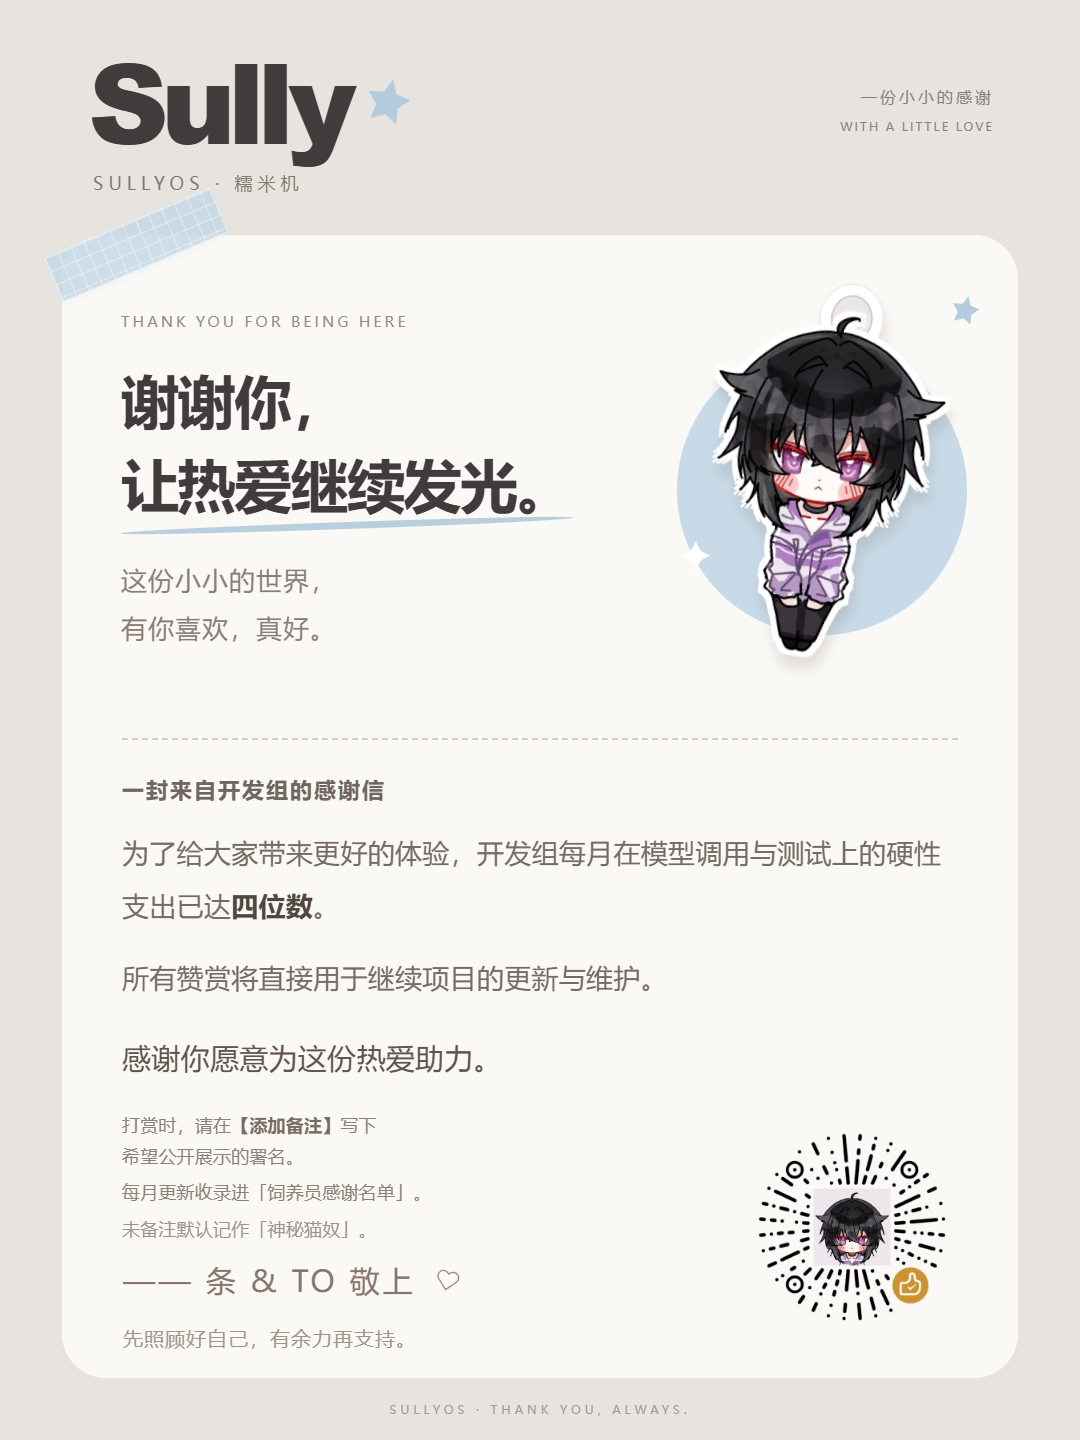 Sully
SULLYOS · 糯米机
一份小小的感谢
WITH A LITTLE LOVE
THANK YOU FOR BEING HERE
谢谢你，
让热爱继续发光。
这份小小的世界，
有你喜欢，真好。
一封来自开发组的感谢信
为了给大家带来更好的体验，开发组每月在模型调用与测试上的硬性
支出已达四位数。
所有赞赏将直接用于继续项目的更新与维护。
感谢你愿意为这份热爱助力。
打赏时，请在【添加备注】写下
希望公开展示的署名。
每月更新收录进「饲养员感谢名单」。
未备注默认记作「神秘猫奴」。
—— 条 & TO 敬上 ♡
先照顾好自己，有余力再支持。
SULLYOS · THANK YOU, ALWAYS.